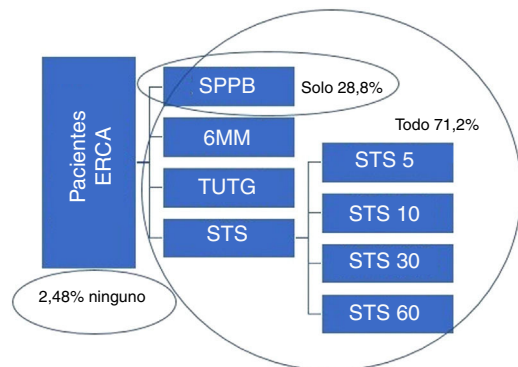 Pacientes
ERCA
SPPB
Solo 28,8%
6MM
Todo 71,2%
TUTG
STS
STS 5
STS 10
STS 30
STS 60
2,48% ninguno